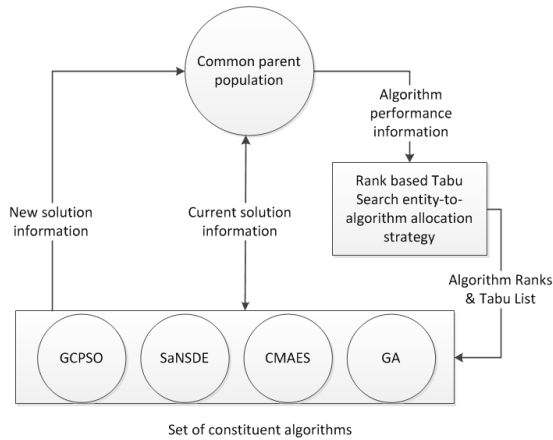 Common parent
population
Algorithm
performance
information
Rank based Tabu
Search entity-to-
algorithm allocation
strategy
New solution
information
Current solution
information
Algorithm Ranks
& Tabu List
GCPSO
SaNSDE
CMAES
GA
Set of constituent algorithms